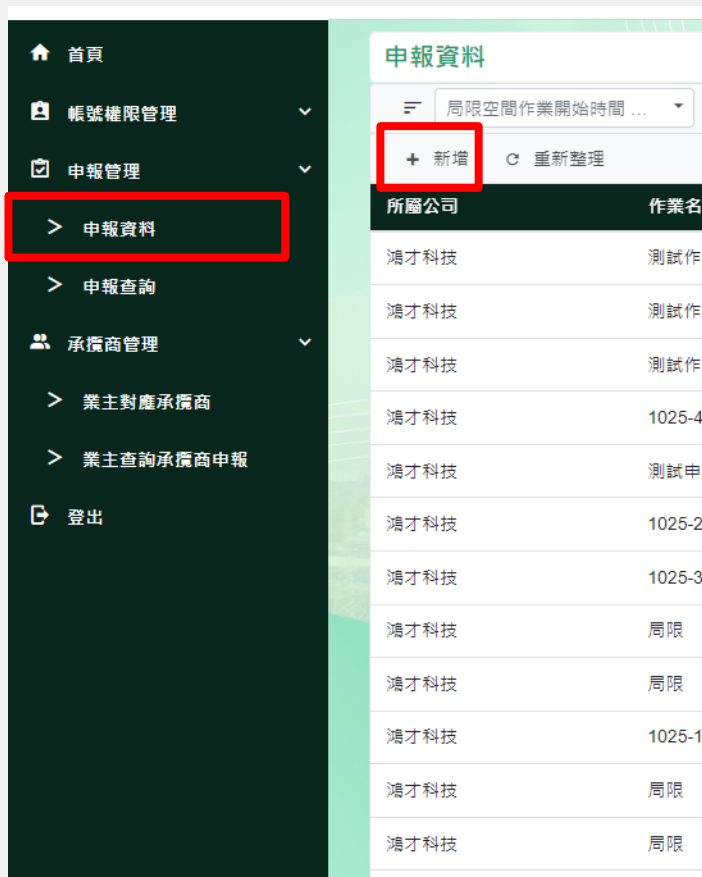 首頁
帳號權限管理
申報管理
申報資料
申報查詢
承攬商管理
業主對應承攬商
業主查詢承攬商申報
登出
申報資料
局限空間作業開始時間 ...
新增 重新整理
所屬公司 作業名
鴻才科技 測試作
鴻才科技 測試作
鴻才科技 測試作
鴻才科技 1025-4
鴻才科技 測試申
鴻才科技 1025-2
鴻才科技 1025-3
鴻才科技 局限
鴻才科技 局限
鴻才科技 1025-1
鴻才科技 局限
鴻才科技 局限